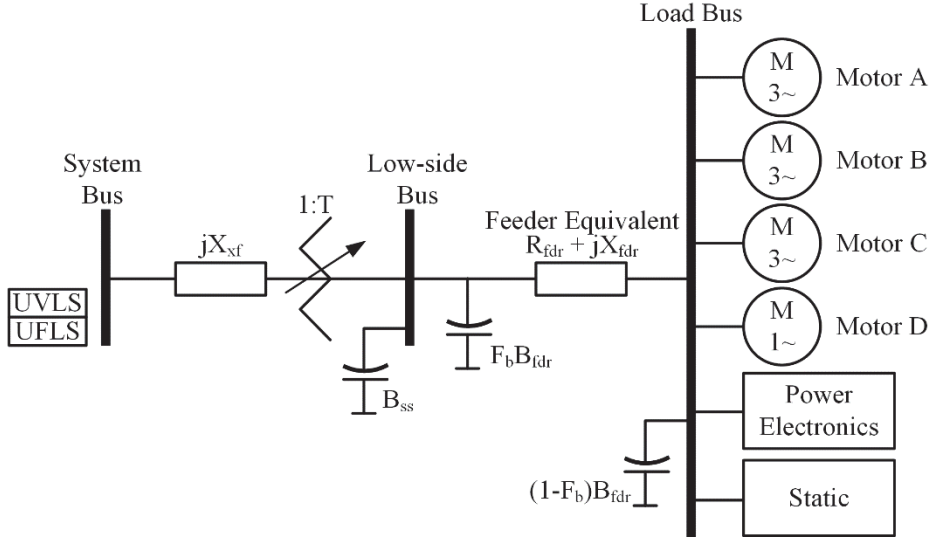 Load Bus
M
3~
Motor A
M
3~
Motor B
System
Bus
Low-side
Bus
1:T
jXxf
Feeder Equivalent
Rfdr + jXfdr
M
3~
Motor C
UVLS
UFLS
M
1~
Motor D
FbBfdr
Bss
Power
Electronics
(1-Fb)Bfdr
Static